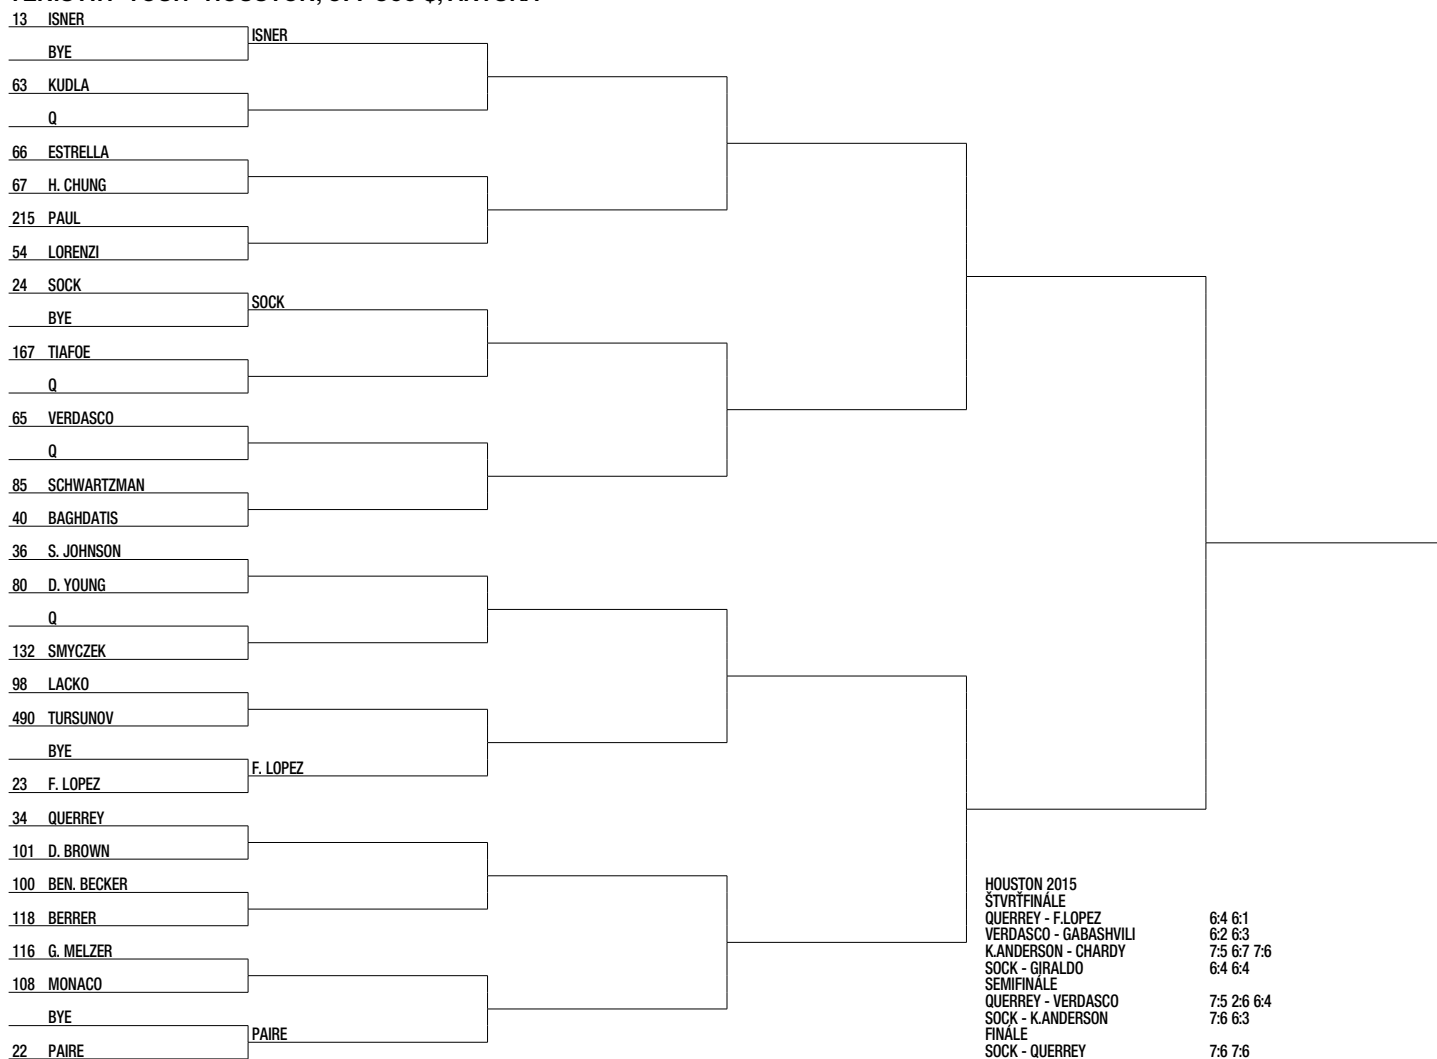 13 ISNER
ISNER
BYE
63 KUDLA
Q
66 ESTRELLA
67 H. CHUNG
215 PAUL
54 LORENZI
24 SOCK
SOCK
BYE
167 TIAFOE
Q
65 VERDASCO
Q
85 SCHWARTZMAN
40 BAGHDATIS
36 S. JOHNSON
80 D. YOUNG
Q
132 SMYCZEK
98 LACKO
490 TURSUNOV
BYE
F. LOPEZ
23 F. LOPEZ
34 QUERREY
101 D. BROWN
100 BEN. BECKER
118 BERRER
116 G. MELZER
108 MONACO
BYE
PAIRE
22 PAIRE
HOUSTON 2015
ŠTVRŤFINÁLE
QUERREY - F.LOPEZ 6:4 6:1
VERDASCO - GABASHVILI 6:2 6:3
K.ANDERSON - CHARDY 7:5 6:7 7:6
SOCK - GIRALDO 6:4 6:4
SEMIFINÁLE
QUERREY - VERDASCO 7:5 2:6 6:4
SOCK - K.ANDERSON 7:6 6:3
FINÁLE
SOCK - QUERREY 7:6 7:6